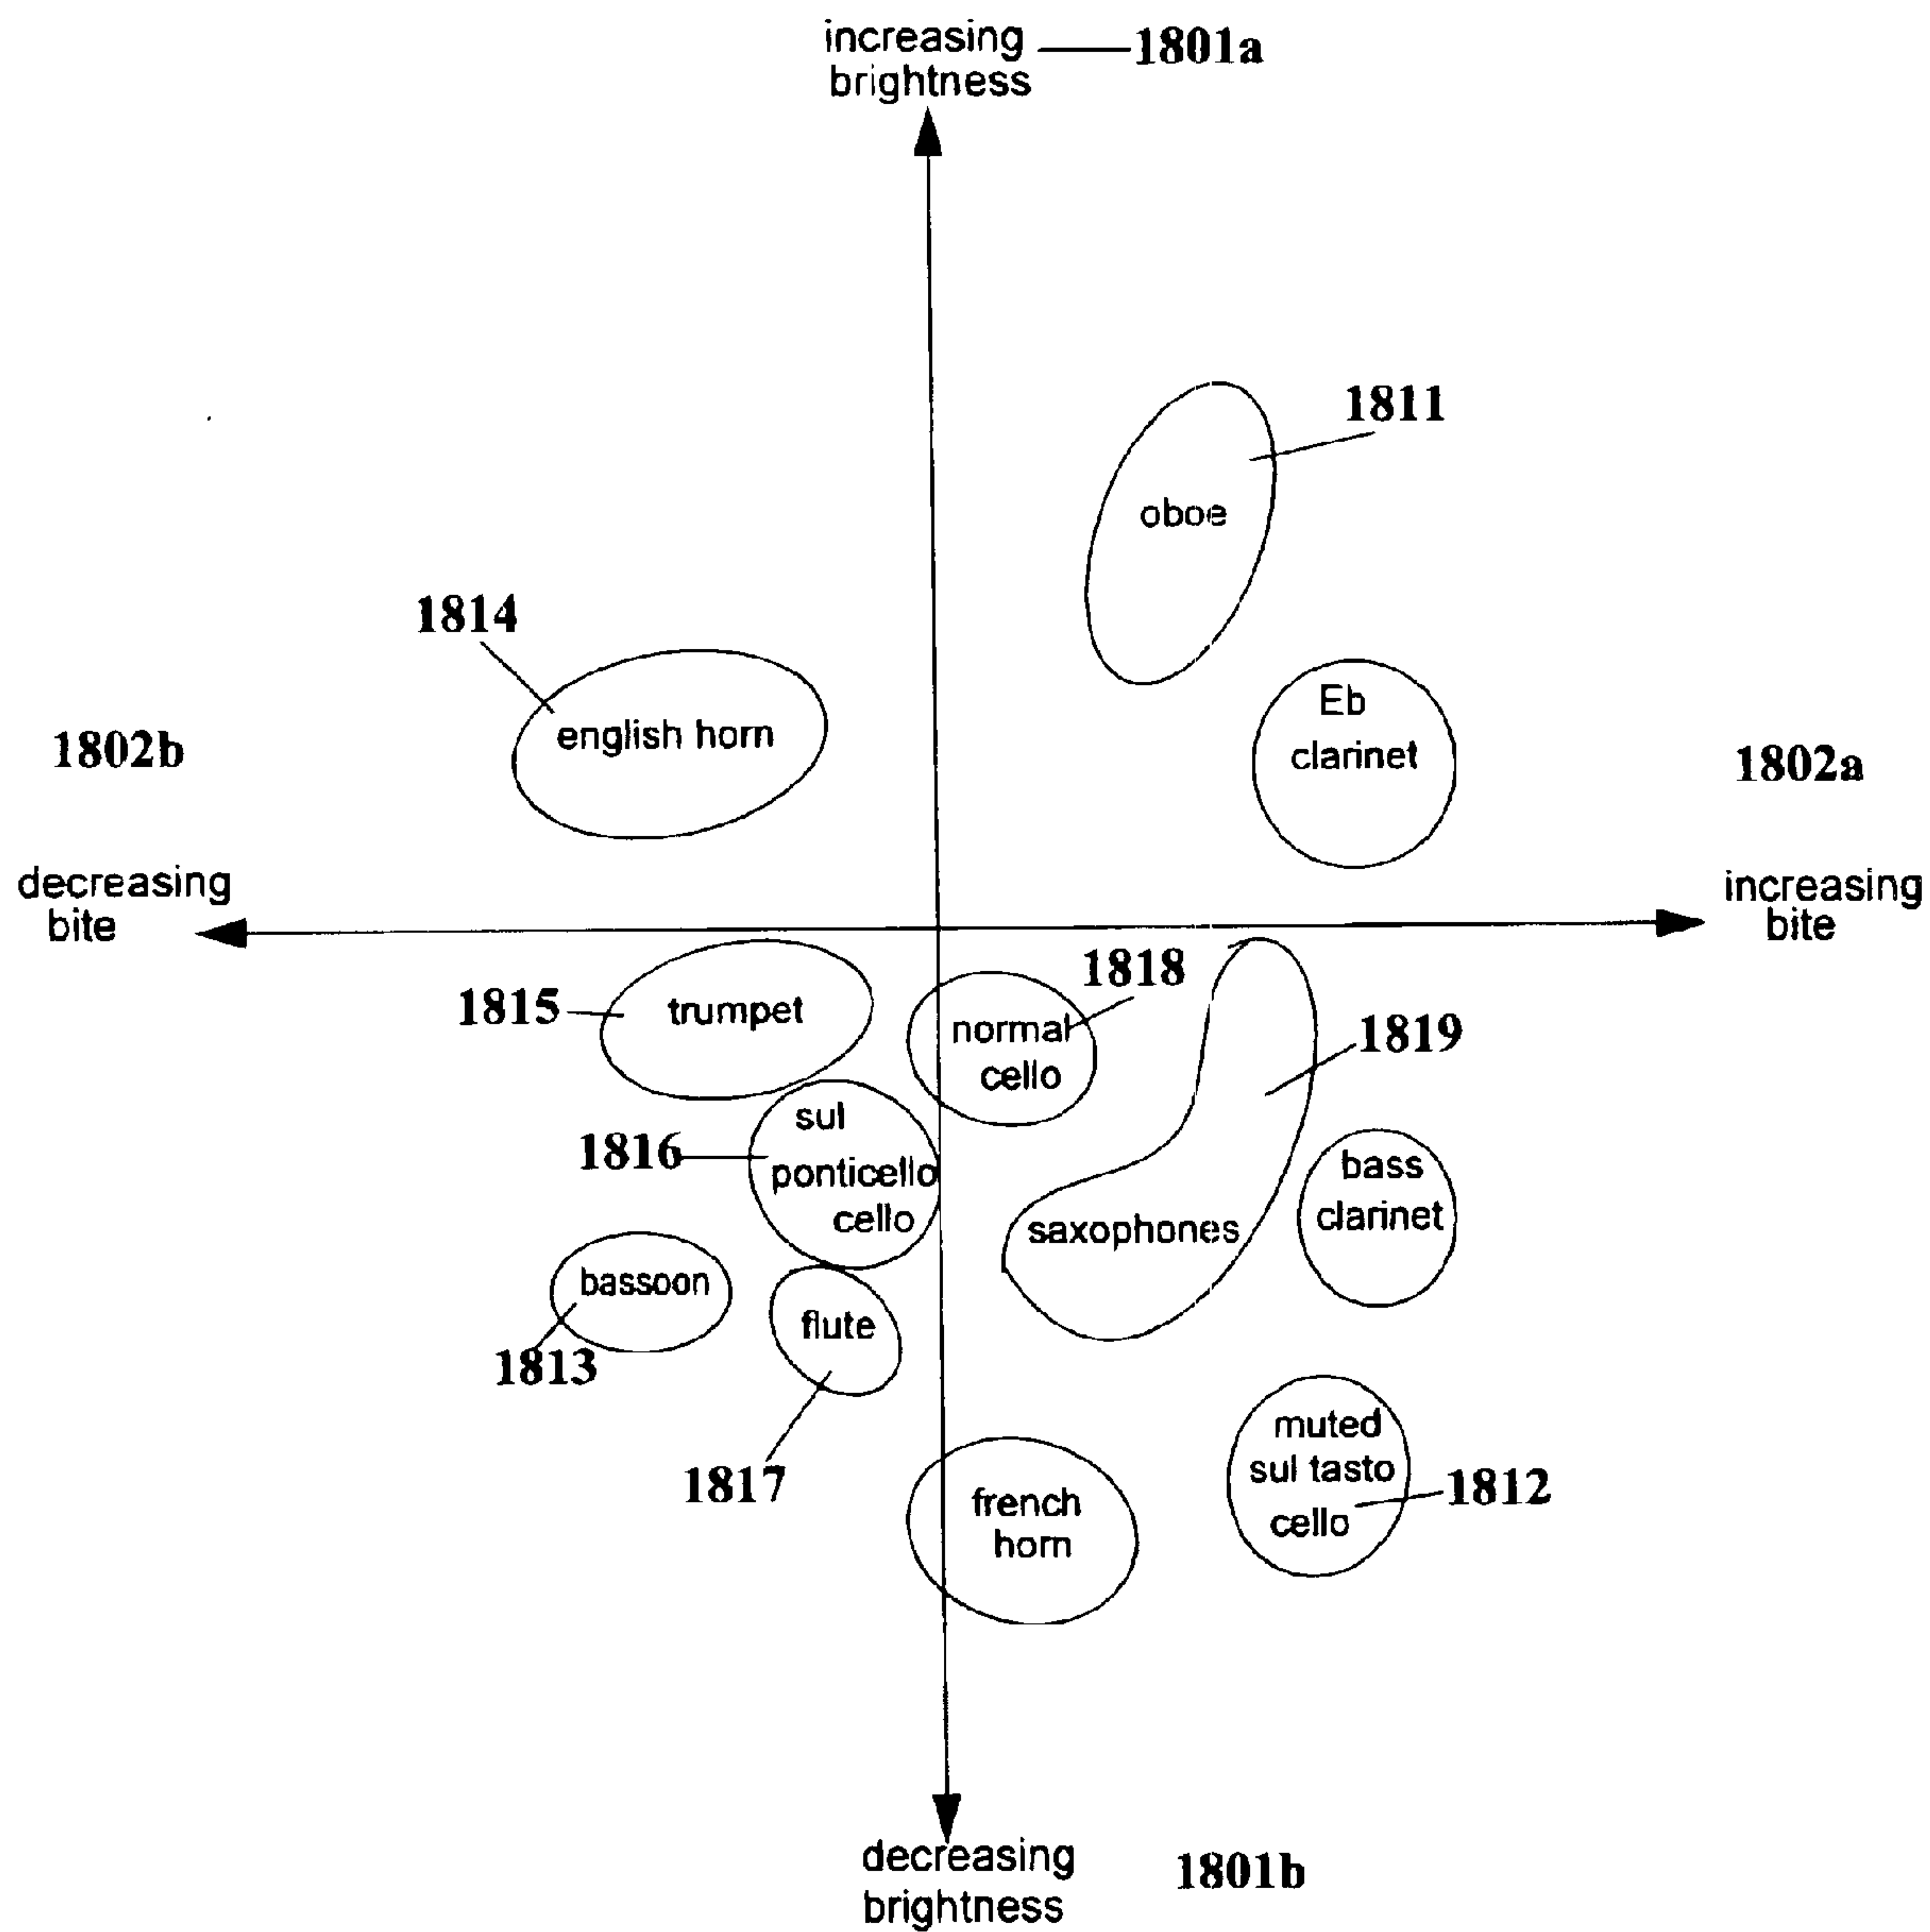 increasing
brightness
1801a
1811
oboe
1814
english horn
Eb
clarinet
1802b
1802a
decreasing
bite
increasing
bite
1818
1815
trumpet
normal
cello
1819
sul
ponticello
cello
1816
bass
clarinet
saxophones
bassoon
flute
1813
muted
sul tasto
cello
1817
1812
french
horn
decreasing
brightness
1801b